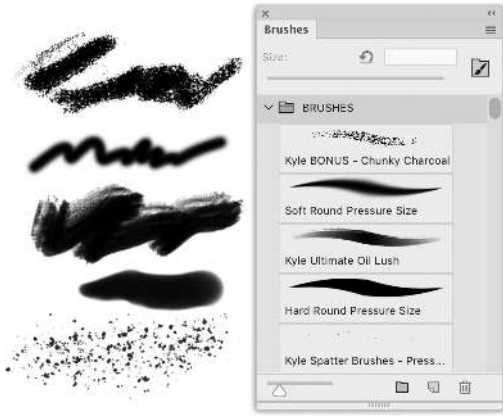 Brushes
Size:
BRUSHES
Kyle BONUS - Chunky Charcoal
Soft Round Pressure Size
Kyle Ultimate Oil Lush
Hard Round Pressure Size
Kyle Spatter Brushes - Press...